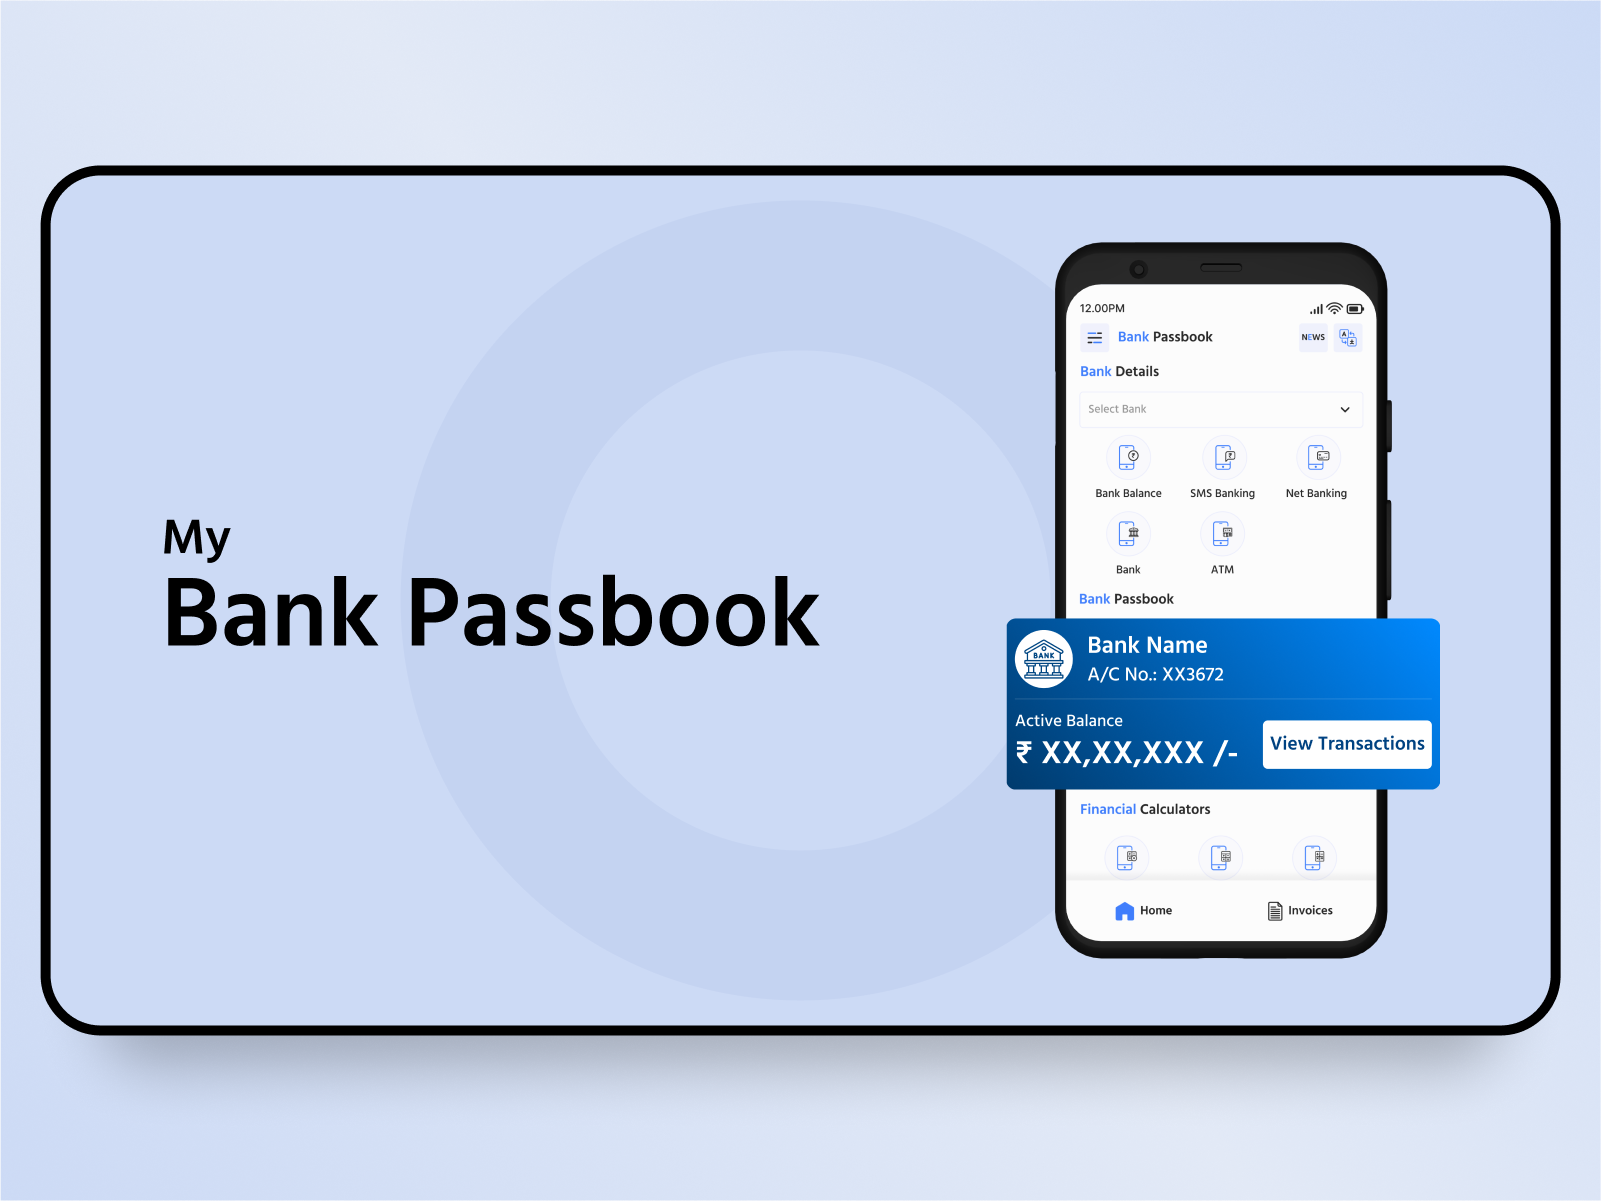 My
Bank Passbook
12.00PM
Bank Passbook
NEWS
A
Bank Details
Select Bank
Bank Balance SMS Banking Net Banking
Bank ATM
Bank Passbook
BANK
Bank Name
A/C No.: XX3672
Active Balance
₹ XX,XX,XXX /-
View Transactions
Financial Calculators
Home Invoices